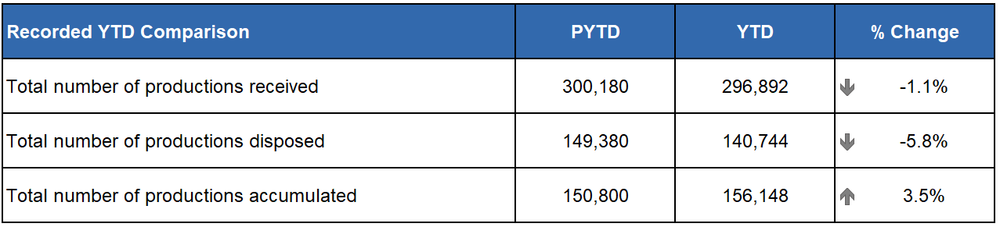 Recorded YTD Comparison PYTD YTD % Change
Total number of productions received 300,180 296,892 -1.1%
Total number of productions disposed 149,380 140,744 -5.8%
Total number of productions accumulated 150,800 156,148 3.5%